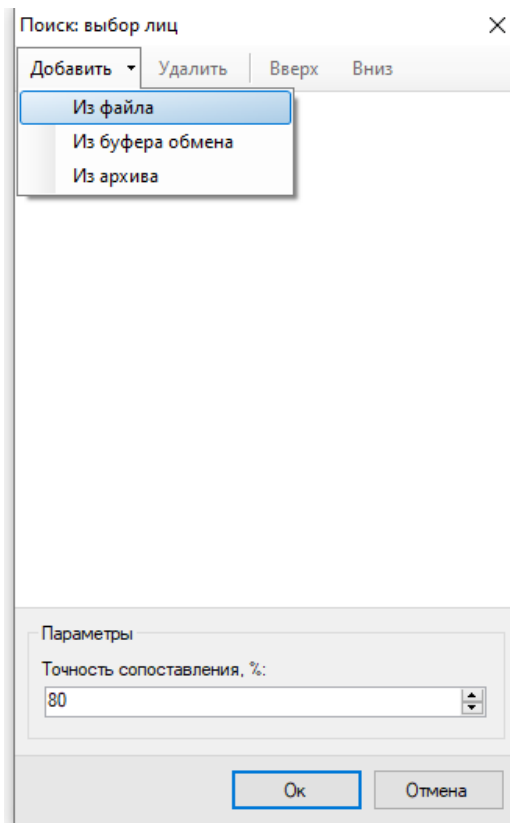 Поиск: выбор лиц
Добавить Удалить Вверх Вниз
Из файла
Из буфера обмена
Из архива
Параметры
Точность сопоставления, %:
80
Ок Отмена